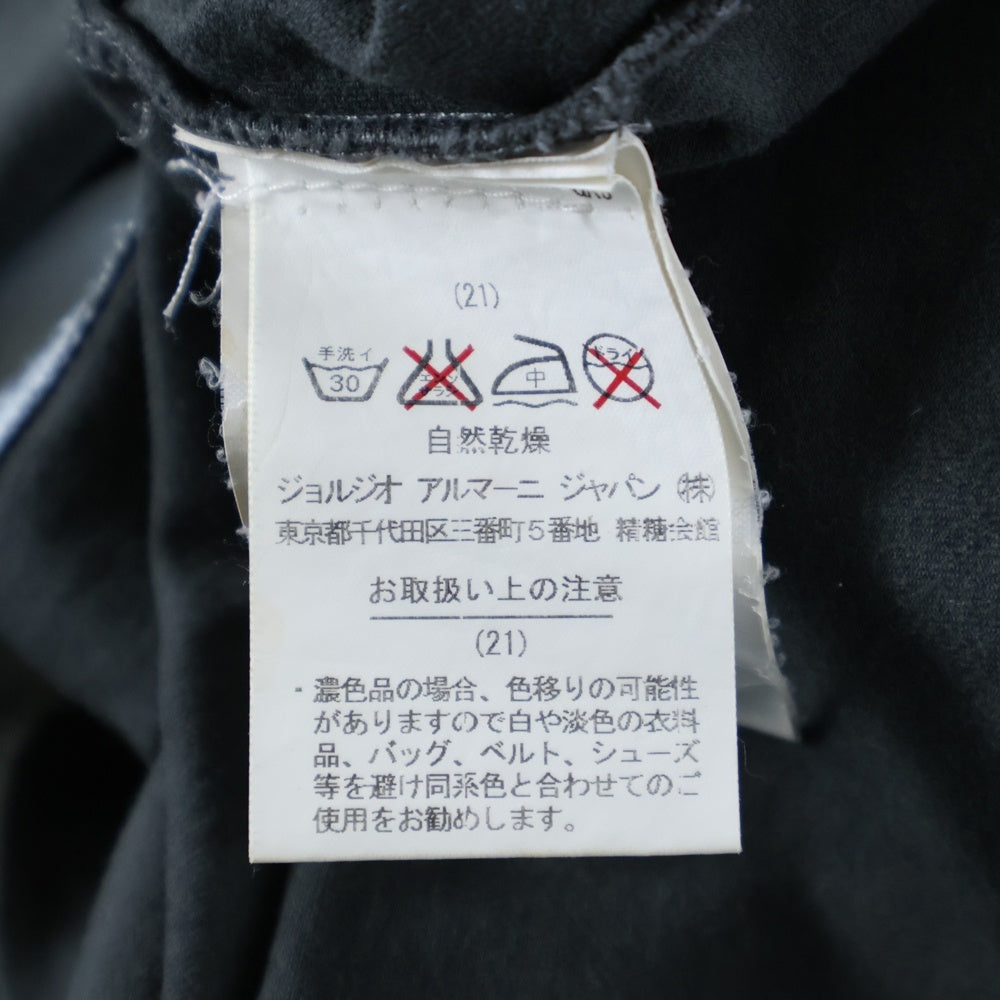 (21)
手洗イ
30
エンソ
サラシ
中
ドライ
自然乾燥
ジョルジオ アルマーニ ジャパン ㈱
東京都千代田区三番町5番地 精糖会館
お取扱い上の注意
(21)
・濃色品の場合、色移りの可能性
がありますので白や淡色の衣料
品、バッグ、ベルト、シューズ
等を避け同系色と合わせてのご
使用をお勧めします。